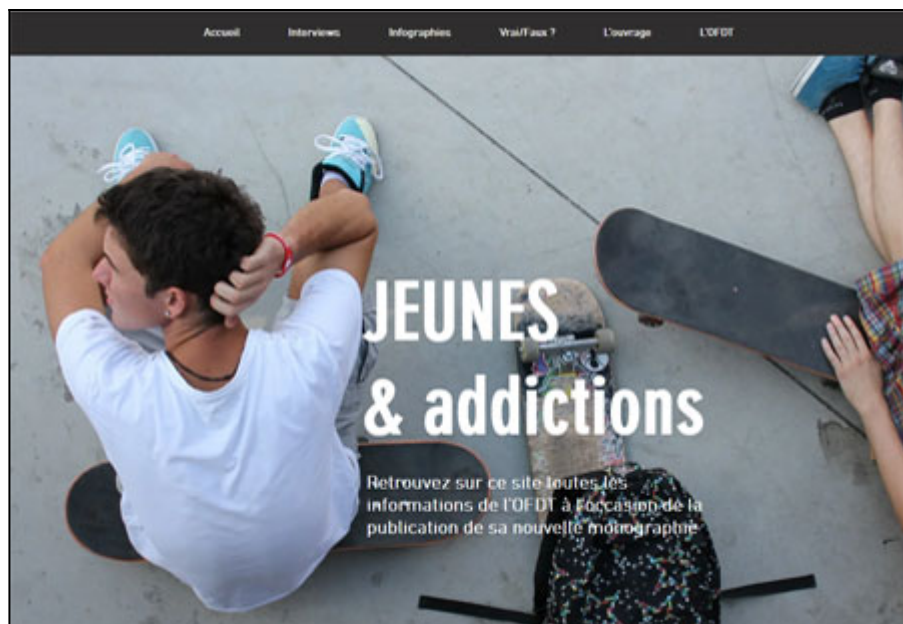 Accueil Interviews Infographies Vrai/Faux ? L'ouvrage L'OFDT
JEUNES
& addictions
Retrouvez sur ce site toutes les
informations de l'OFDT à l'occasion de la
publication de sa nouvelle monographie